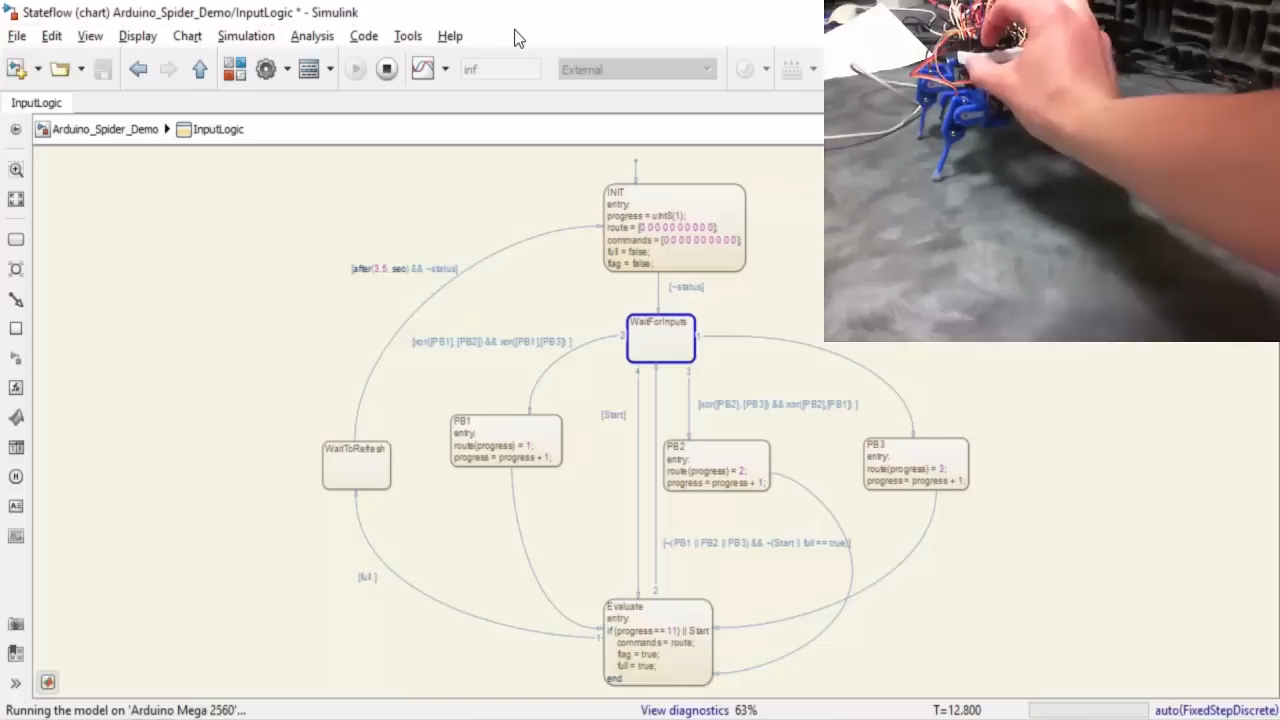 Stateflow (chart) Arduino_Spider_Demo/InputLogic * - Simulink
File Edit View Display Chart Simulation Analysis Code Tools Help
inf
External
InputLogic
Arduino_Spider_Demo InputLogic
INIT
entry:
progress = uint8(1);
route = [0 0 0 0 0 0 0 0 0];
commands = [0 0 0 0 0 0 0 0 0 0];
full = false;
flag = false;
[after(3.5, sec) && ~status]
[~status]
WaitForInputs
2
1
[xor([PB1], [PB2]) && xor([PB1],[PB3]) ]
4
3
[Start]
[xor([PB2], [PB3]) && xor([PB2],[PB1]) ]
PB1
entry:
route(progress) = 1;
progress = progress + 1;
PB2
entry:
route(progress) = 2;
progress = progress + 1;
PB3
entry:
route(progress) = 3;
progress = progress + 1;
WaitToRefresh
[~(PB1 || PB2 || PB3) && ~(Start || full == true)]
[full ]
2
Evaluate
entry:
if (progress == 11) || Start
commands = route;
flag = true;
full = true;
end
1
Running the model on 'Arduino Mega 2560'... View diagnostics 63% T=12.800 auto(FixedStepDiscrete)